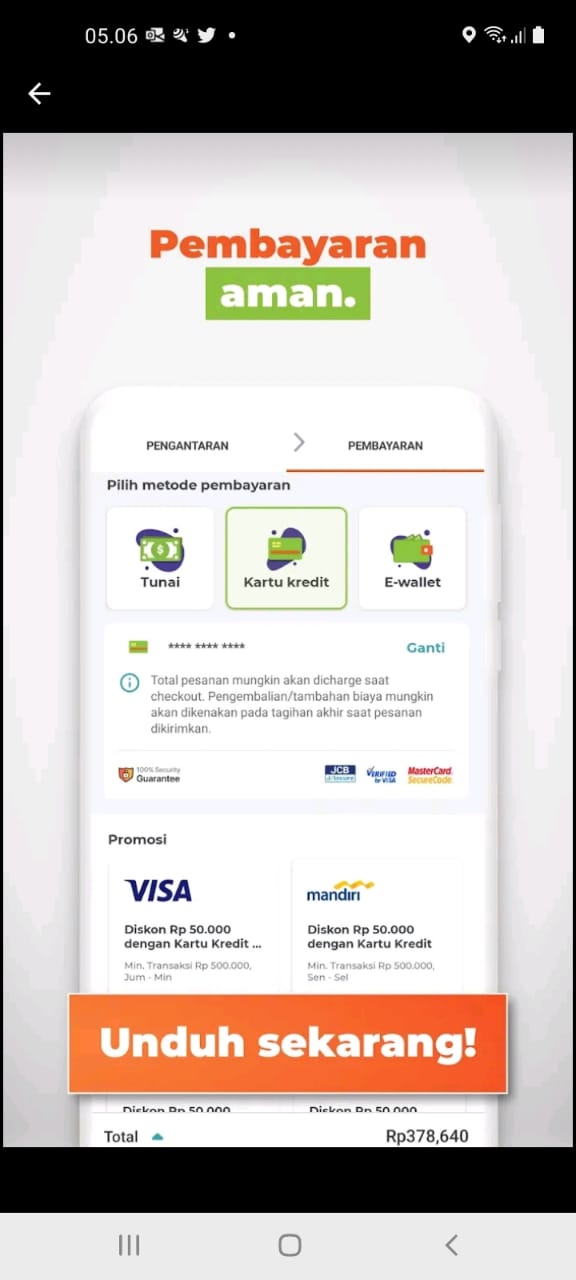 05.06
Pembayaran
aman.
PENGANTARAN
PEMBAYARAN
Pilih metode pembayaran
Tunai
Kartu kredit
E-wallet
**** **** ****
Ganti
Total pesanan mungkin akan dicharge saat
checkout. Pengembalian/tambahan biaya mungkin
akan dikenakan pada tagihan akhir saat pesanan
dikirimkan.
100% Security
Guarantee
JCB
J/Secure
VERIFIED
by VISA
MasterCard.
SecureCode.
Promosi
VISA
Diskon Rp 50.000
dengan Kartu Kredit ...
Min. Transaksi Rp 500.000,
Jum - Min
mandiri
Diskon Rp 50.000
dengan Kartu Kredit
Min. Transaksi Rp 500.000,
Sen - Sel
Unduh sekarang!
Diskon Rp 50.000
Diskon Rp 50.000
Total
Rp378,640